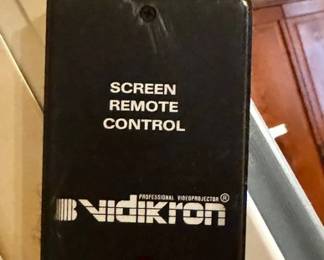 SCREEN
REMOTE
CONTROL
PROFESSIONAL VIDEOPROJECTOR
vidikron®